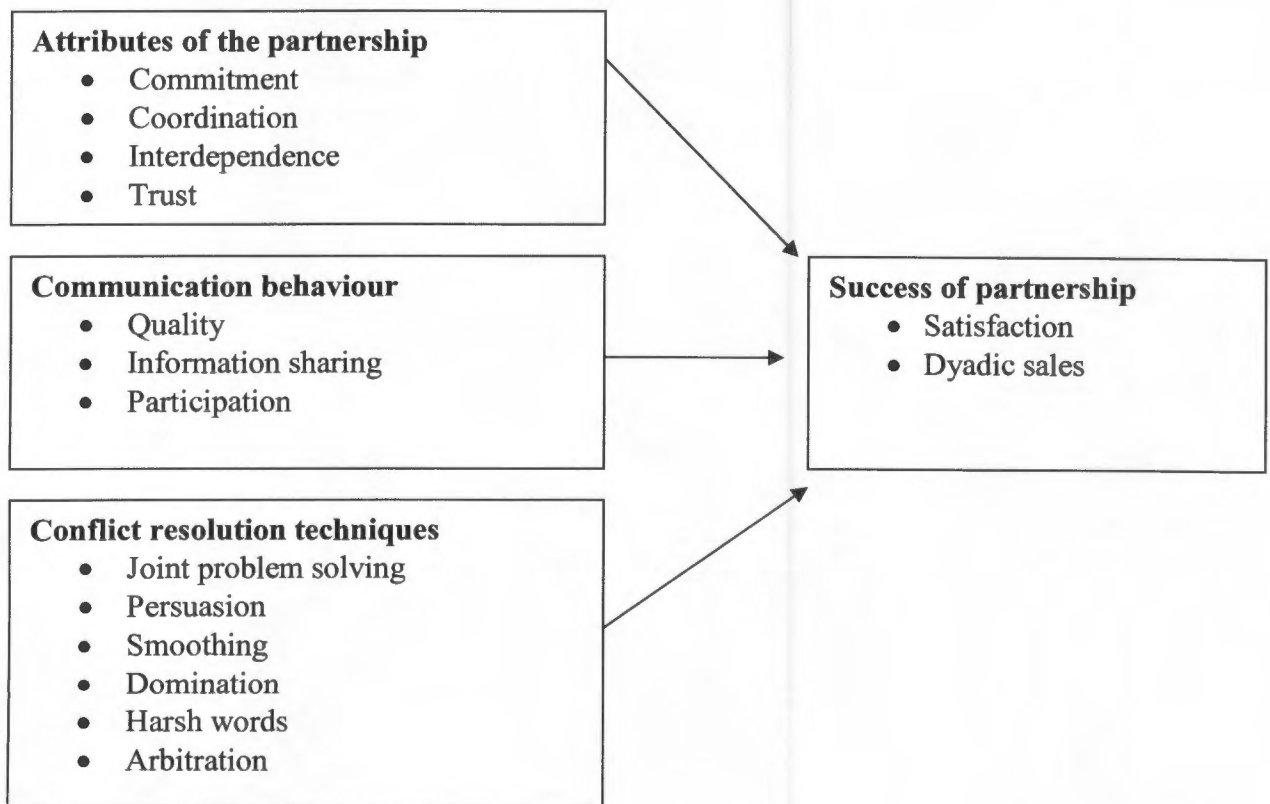 Attributes of the partnership
• Commitment
• Coordination
• Interdependence
• Trust
Communication behaviour
• Quality
• Information sharing
• Participation
Conflict resolution techniques
• Joint problem solving
• Persuasion
• Smoothing
• Domination
• Harsh words
• Arbitration
Success of partnership
• Satisfaction
• Dyadic sales